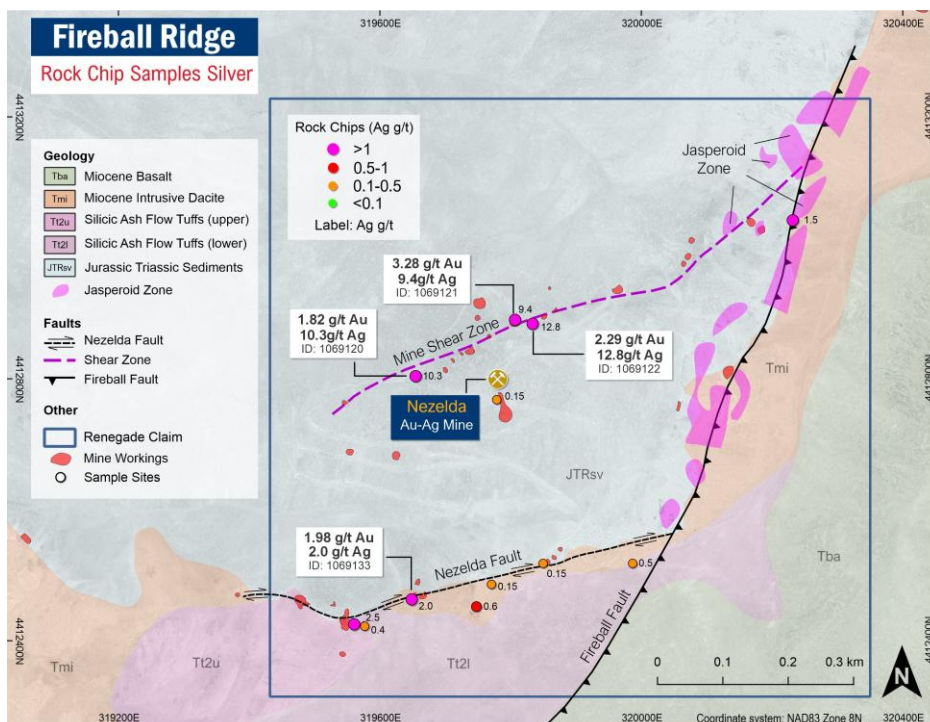 319600E
320000E
320400E
Fireball Ridge
Rock Chip Samples Silver
4413200N
4413200N
Geology
Tba Miocene Basalt
Tmi Miocene Intrusive Dacite
Tt2u Silicic Ash Flow Tuffs (upper)
Tt2l Silicic Ash Flow Tuffs (lower)
JTRsv Jurassic Triassic Sediments
Jasperoid Zone
Faults
Nezelda Fault
Shear Zone
Fireball Fault
Other
Renegade Claim
Mine Workings
Sample Sites
Rock Chips (Ag g/t)
>1
0.5-1
0.1-0.5
<0.1
Label: Ag g/t
Jasperoid
Zone
1.5
3.28 g/t Au
9.4g/t Ag
ID: 1069121
9.4
12.8
1.82 g/t Au
10.3g/t Ag
ID: 1069120
Mine Shear Zone
2.29 g/t Au
12.8g/t Ag
ID: 1069122
10.3
4412800N
4412800N
Nezelda
Au-Ag Mine
0.15
Tmi
JTRsv
1.98 g/t Au
2.0 g/t Ag
ID: 1069133
Nezelda Fault
Tba
0.15
0.15
0.5
2.0
0.6
2.5
0.4
Fireball Fault
4412400N
4412400N
Tmi
Tt2u
Tt2l
0 0.1 0.2 0.3 km
N
319200E
319600E
320000E
320400E
Coordinate system: NAD83 Zone 8N